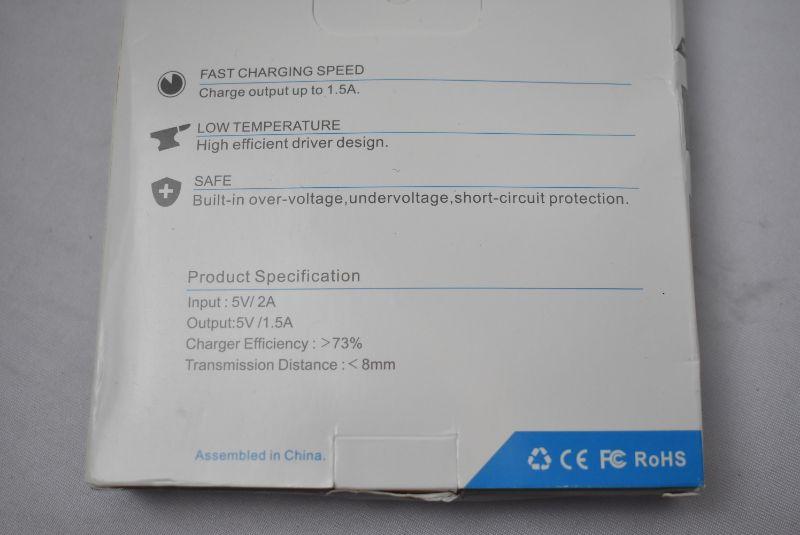 FAST CHARGING SPEED
Charge output up to 1.5A.
LOW TEMPERATURE
High efficient driver design.
SAFE
Built-in over-voltage,undervoltage,short-circuit protection.
Product Specification
Input : 5V/ 2A
Output:5V /1.5A
Charger Efficiency : >73%
Transmission Distance : < 8mm
Assembled in China.
CE FC RoHS